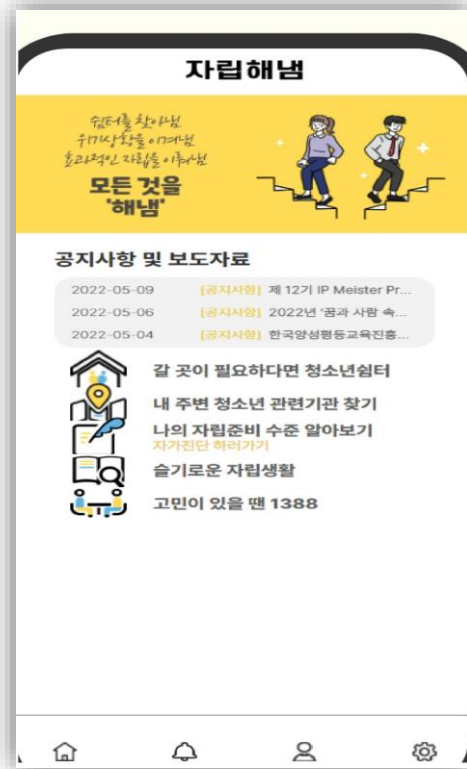 자립해냄
쉼터를 찾아냄
위기상황을 이겨냄
효과적인 자립을 이뤄냄
모든 것을
'해냄'
공지사항 및 보도자료
2022-05-09 [공지사항] 제 12기 IP Meister Pr...
2022-05-06 [공지사항] 2022년 '꿈과 사람 속...
2022-05-04 [공지사항] 한국양성평등교육진흥...
갈 곳이 필요하다면 청소년쉼터
내 주변 청소년 관련기관 찾기
나의 자립준비 수준 알아보기
자가진단 하러가기
슬기로운 자립생활
고민이 있을 땐 1388